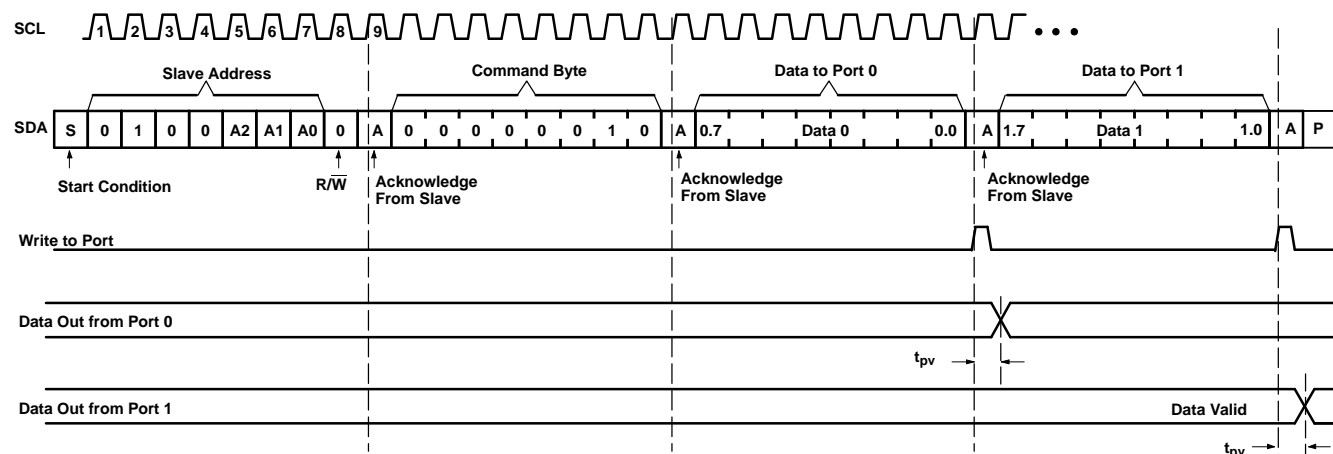 SCL 1 2 3 4 5 6 7 8 9 • • •
Slave Address Command Byte Data to Port 0 Data to Port 1
SDA S 0 1 0 0 A2 A1 A0 0 A 0 0 0 0 0 0 1 0 A 0.7 Data 0 0.0 A 1.7 Data 1 1.0 A P
Start Condition R/W̅ Acknowledge From Slave Acknowledge From Slave Acknowledge From Slave
Write to Port
Data Out from Port 0
tpv
Data Out from Port 1 Data Valid
tpv